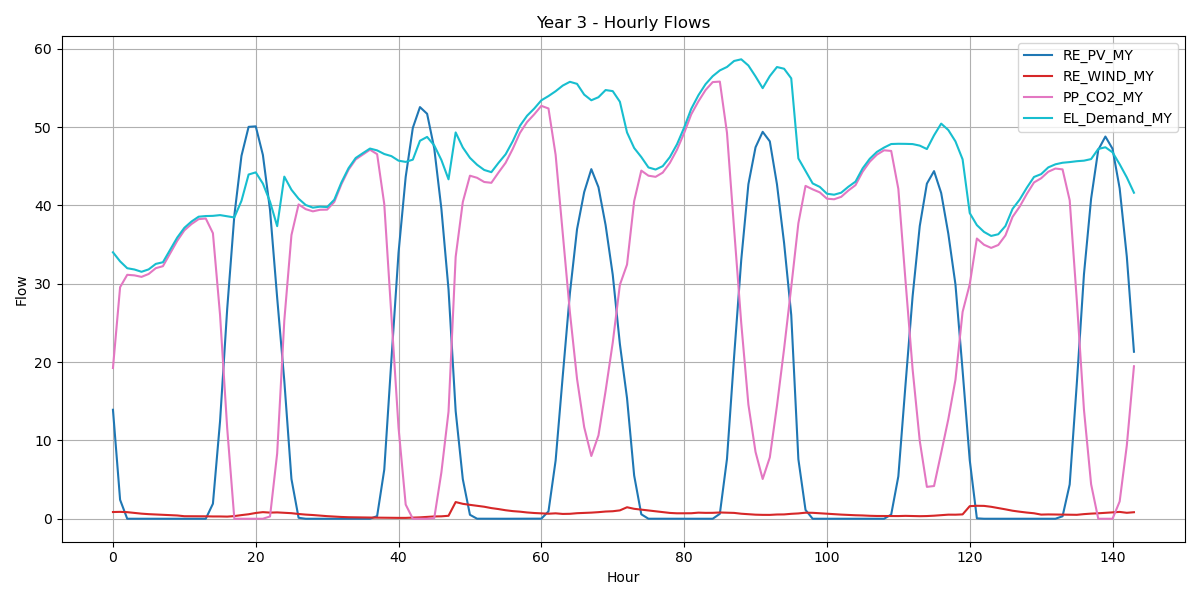 Year 3 - Hourly Flows
60
50
40
30
20
10
0
Flow
RE_PV_MY
RE_WIND_MY
PP_CO2_MY
EL_Demand_MY
0 20 40 60 80 100 120 140
Hour